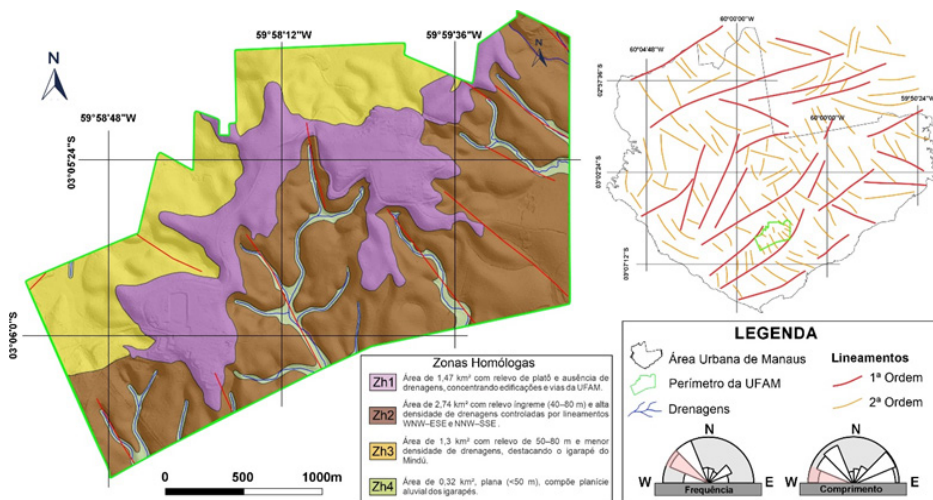 N
59°58'12"W
59°59'36"W
N
59°58'48"W
03°05'24"S
03°06'0"S
Zonas Homólogas
Zh1 Área de 1,47 km² com relevo de platô e ausência de
drenagens, concentrando edificações e vias da UFAM.
Zh2 Área de 2,74 km² com relevo íngreme (40–80 m) e alta
densidade de drenagens controladas por lineamentos
WNW–ESE e NNW–SSE .
Zh3 Área de 1,3 km² com relevo de 50–80 m e menor
densidade de drenagens, destacando o igarapé do
Mindú.
Zh4 Área de 0,32 km², plana (<50 m), compõe planície
aluvial dos igarapés.
0 500 1000m
60°00'00"W
60°04'48"W
02°57'36"S
59°50'24"W
60°00'00"W
03°02'24"S
03°07'12"S
LEGENDA
Área Urbana de Manaus
Perímetro da UFAM
Drenagens
Lineamentos
1ª Ordem
2ª Ordem
N
W E
Frequência
N
W E
Comprimento